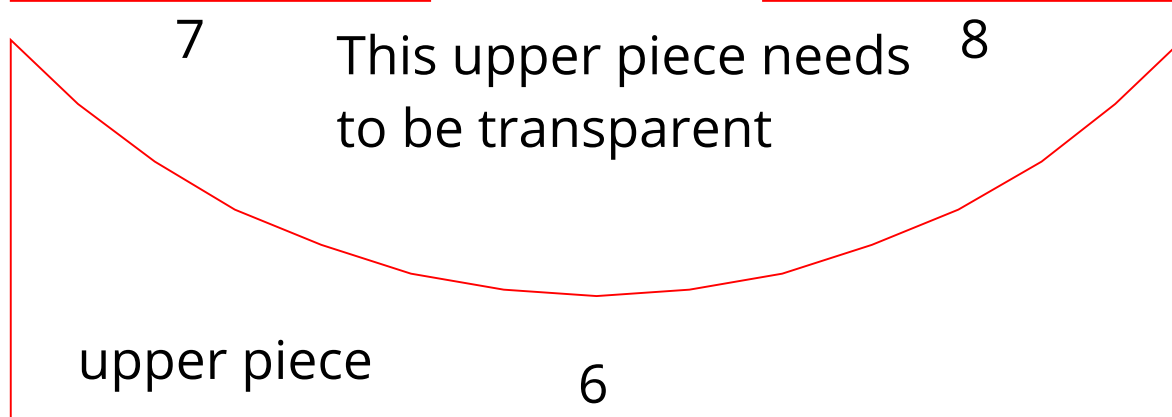 7
This upper piece needs
to be transparent
8
upper piece
6